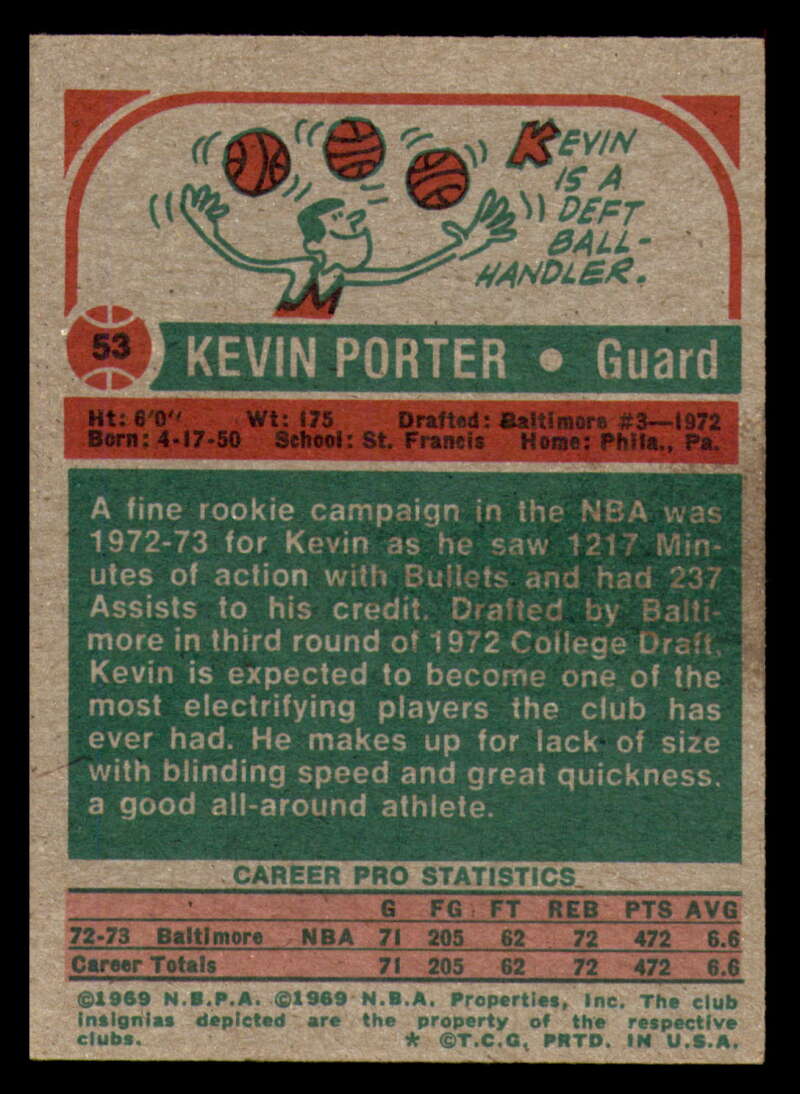 KEVIN
IS A
DEFT
BALL-
HANDLER.
53 KEVIN PORTER • Guard
Ht: 6'0" Wt: 175 Drafted: Baltimore #3—1972
Born: 4-17-50 School: St. Francis Home: Phila., Pa.
A fine rookie campaign in the NBA was
1972-73 for Kevin as he saw 1217 Min-
utes of action with Bullets and had 237
Assists to his credit. Drafted by Balti-
more in third round of 1972 College Draft,
Kevin is expected to become one of the
most electrifying players the club has
ever had. He makes up for lack of size
with blinding speed and great quickness.
a good all-around athlete.
CAREER PRO STATISTICS
G FG FT REB PTS AVG
72-73 Baltimore NBA 71 205 62 72 472 6.6
Career Totals 71 205 62 72 472 6.6
©1969 N.B.P.A. ©1969 N.B.A. Properties, Inc. The club
insignias depicted are the property of the respective
clubs. * ©T.C.G. PRTD. IN U.S.A.